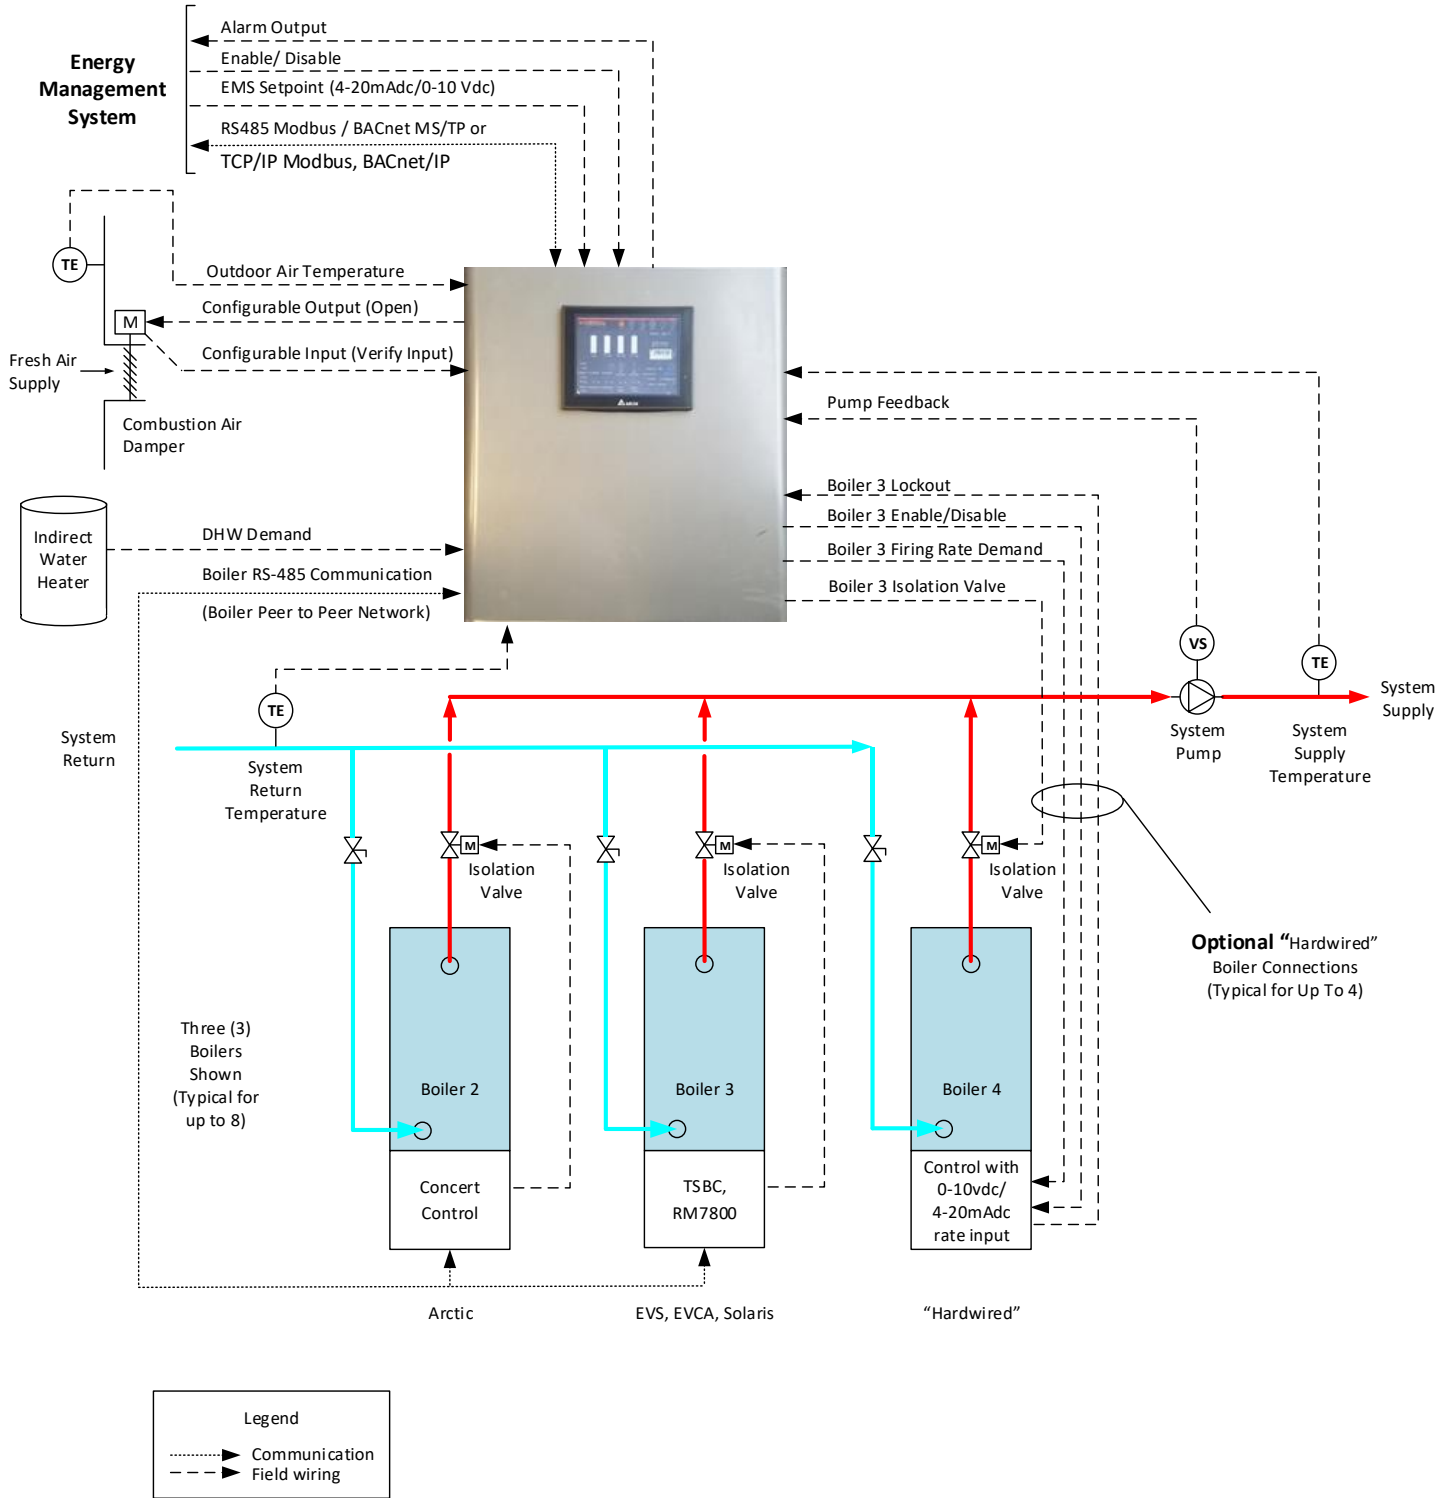 Energy
Management
System
Alarm Output
Enable/ Disable
EMS Setpoint (4-20mAdc/0-10 Vdc)
RS485 Modbus / BACnet MS/TP or
TCP/IP Modbus, BACnet/IP
TE
Outdoor Air Temperature
Configurable Output (Open)
M
Configurable Input (Verify Input)
Fresh Air
Supply
Combustion Air
Damper
Pump Feedback
Boiler 3 Lockout
Boiler 3 Enable/Disable
Boiler 3 Firing Rate Demand
Boiler 3 Isolation Valve
Indirect
Water
Heater
DHW Demand
Boiler RS-485 Communication
(Boiler Peer to Peer Network)
VS
TE
System
Supply
System
Pump
System
Supply
Temperature
TE
System
Return
System
Return
Temperature
M
Isolation
Valve
M
Isolation
Valve
M
Isolation
Valve
Optional “Hardwired”
Boiler Connections
(Typical for Up To 4)
Three (3)
Boilers
Shown
(Typical for
up to 8)
Boiler 2
Boiler 3
Boiler 4
Concert
Control
TSBC,
RM7800
Control with
0-10vdc/
4-20mAdc
rate input
Arctic
EVS, EVCA, Solaris
“Hardwired”
Legend
Communication
Field wiring